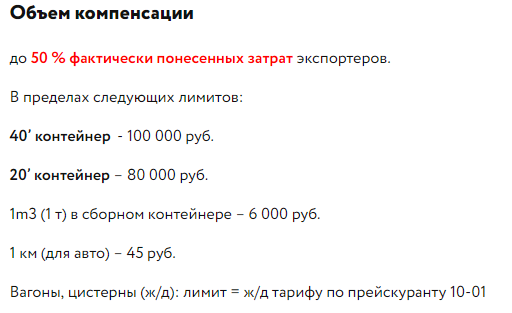 Объем компенсации
до 50 % фактически понесенных затрат экспортеров.
В пределах следующих лимитов:
40’ контейнер - 100 000 руб.
20’ контейнер – 80 000 руб.
1m3 (1 т) в сборном контейнере – 6 000 руб.
1 км (для авто) – 45 руб.
Вагоны, цистерны (ж/д): лимит = ж/д тарифу по прейскуранту 10-01